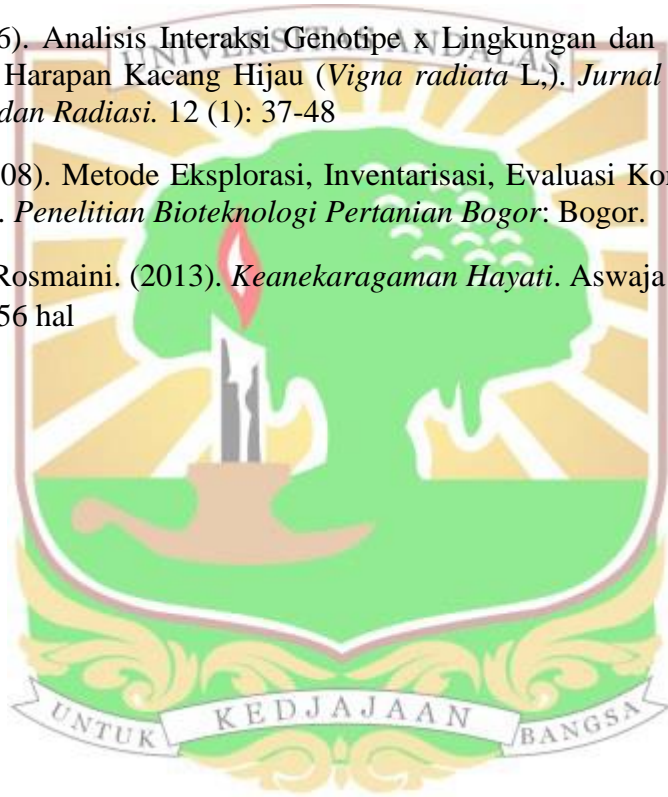 6). Analisis Interaksi Genotipe x Lingkungan dan
Harapan Kacang Hijau (Vigna radiata L,). Jurnal
dan Radiasi. 12 (1): 37-48
08). Metode Eksplorasi, Inventarisasi, Evaluasi Kon
. Penelitian Bioteknologi Pertanian Bogor: Bogor.
Rosmaini. (2013). Keanekaragaman Hayati. Aswaja
56 hal
UNIVERSITAS ANDALAS
UNTUK KEDJAJAAN BANGSA